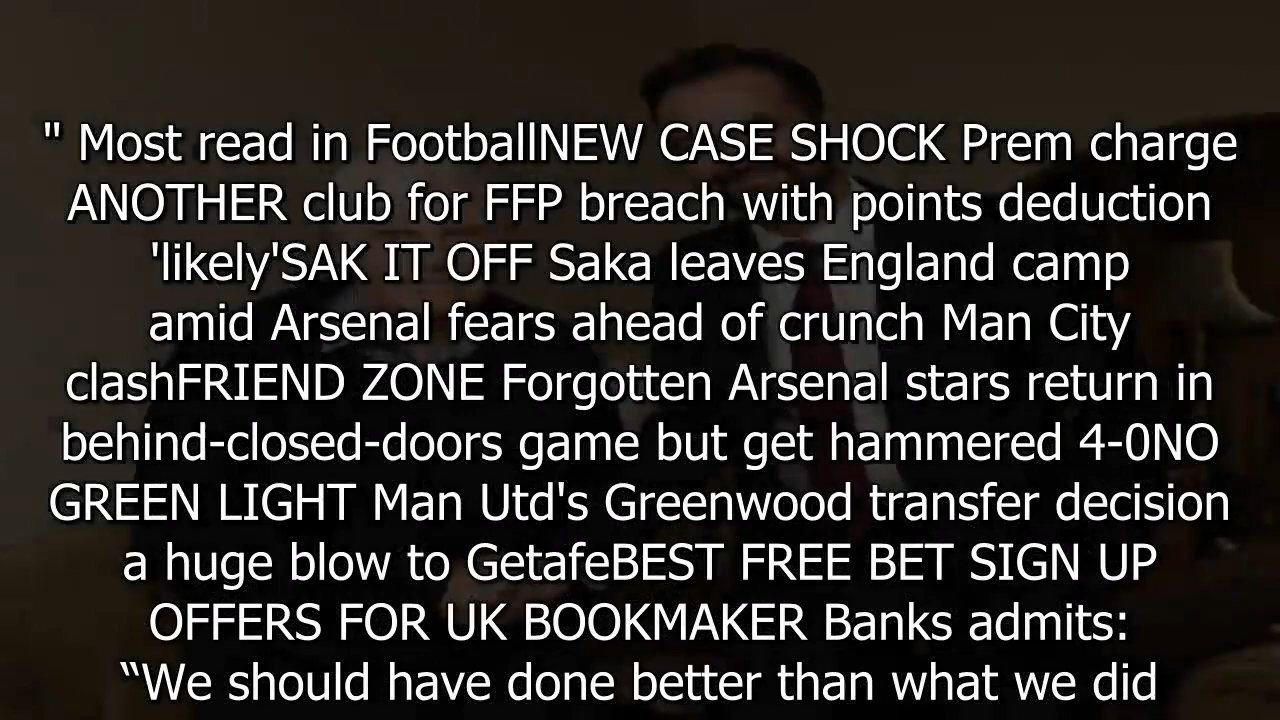 " Most read in FootballNEW CASE SHOCK Prem charge
ANOTHER club for FFP breach with points deduction
'likely'SAK IT OFF Saka leaves England camp
amid Arsenal fears ahead of crunch Man City
clashFRIEND ZONE Forgotten Arsenal stars return in
behind-closed-doors game but get hammered 4-0NO
GREEN LIGHT Man Utd's Greenwood transfer decision
a huge blow to GetafeBEST FREE BET SIGN UP
OFFERS FOR UK BOOKMAKER Banks admits:
“We should have done better than what we did